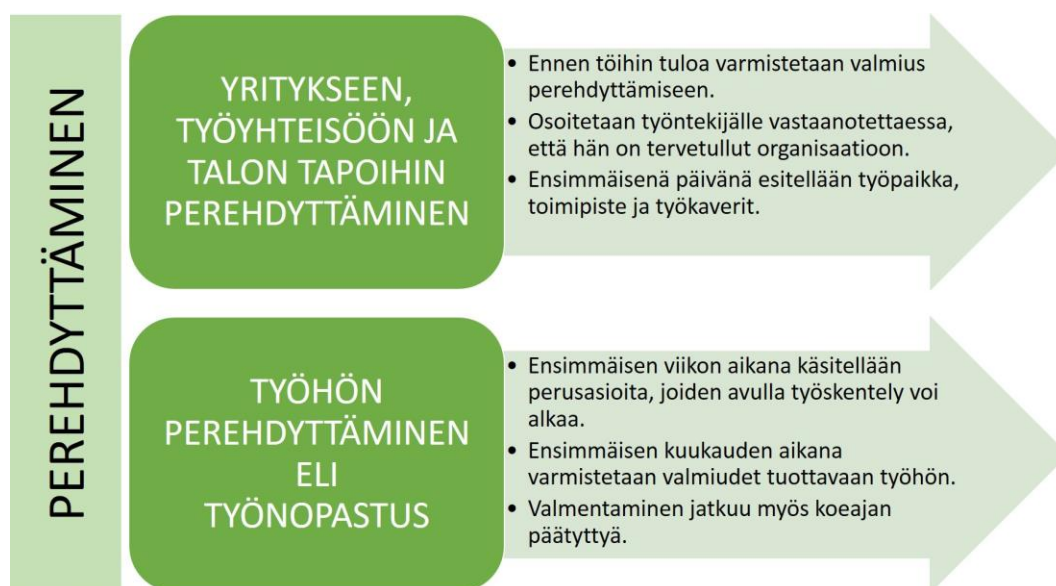 PEREHDYTTÄMINEN
YRITYKSEEN,
TYÖYHTEISÖÖN JA
TALON TAPOIHIN
PEREHDYTTÄMINEN
• Ennen töihin tuloa varmistetaan valmius
perehdyttämiseen.
• Osoitetaan työntekijälle vastaanotettaessa,
että hän on tervetullut organisaatioon.
• Ensimmäisenä päivänä esitellään työpaikka,
toimipiste ja työkaverit.
TYÖHÖN
PEREHDYTTÄMINEN
ELI
TYÖNOPASTUS
• Ensimmäisen viikon aikana käsitellään
perusasioita, joiden avulla työskentely voi
alkaa.
• Ensimmäisen kuukauden aikana
varmistetaan valmiudet tuottavaan työhön.
• Valmentaminen jatkuu myös koeajan
päätyttyä.